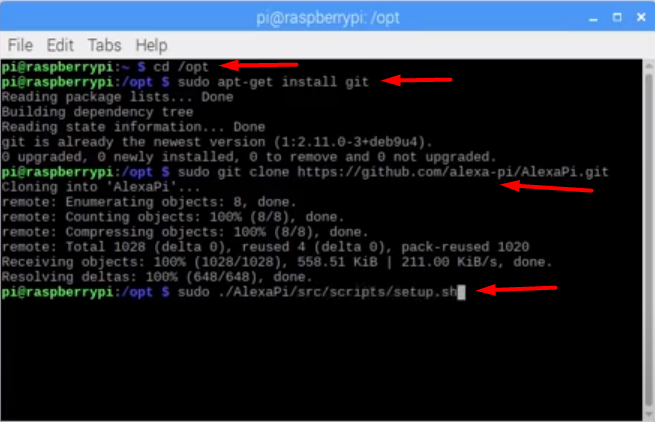 pi@raspberrypi: /opt
File Edit Tabs Help
pi@raspberrypi:~ $ cd /opt
pi@raspberrypi:/opt $ sudo apt-get install git
Reading package lists... Done
Building dependency tree
Reading state information... Done
git is already the newest version (1:2.11.0-3+deb9u4).
0 upgraded, 0 newly installed, 0 to remove and 0 not upgraded.
pi@raspberrypi:/opt $ sudo git clone https://github.com/alexa-pi/AlexaPi.git
Cloning into 'AlexaPi'...
remote: Enumerating objects: 8, done.
remote: Counting objects: 100% (8/8), done.
remote: Compressing objects: 100% (8/8), done.
remote: Total 1028 (delta 0), reused 4 (delta 0), pack-reused 1020
Receiving objects: 100% (1028/1028), 558.51 KiB | 211.00 KiB/s, done.
Resolving deltas: 100% (648/648), done.
pi@raspberrypi:/opt $ sudo ./AlexaPi/src/scripts/setup.sh